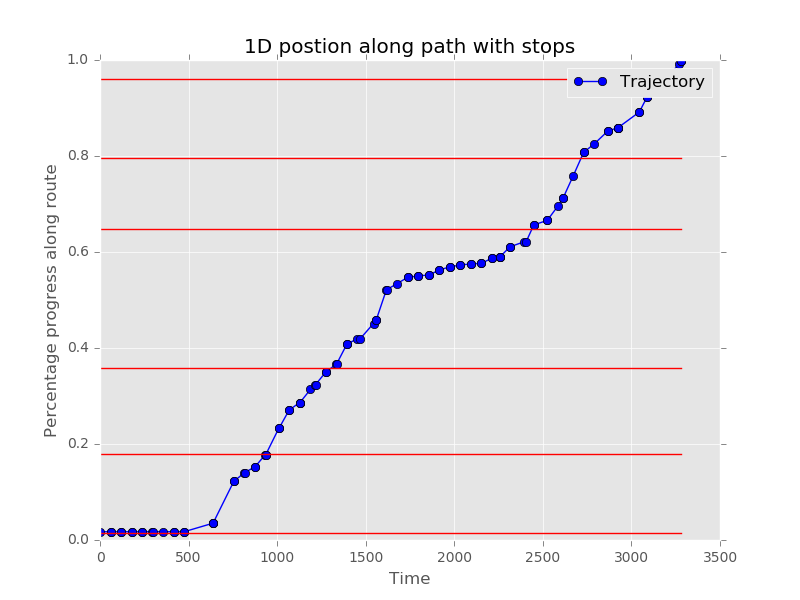 1D postion along path with stops
Trajectory
1.0
0.8
0.6
0.4
0.2
0.0
Percentage progress along route
0 500 1000 1500 2000 2500 3000 3500
Time